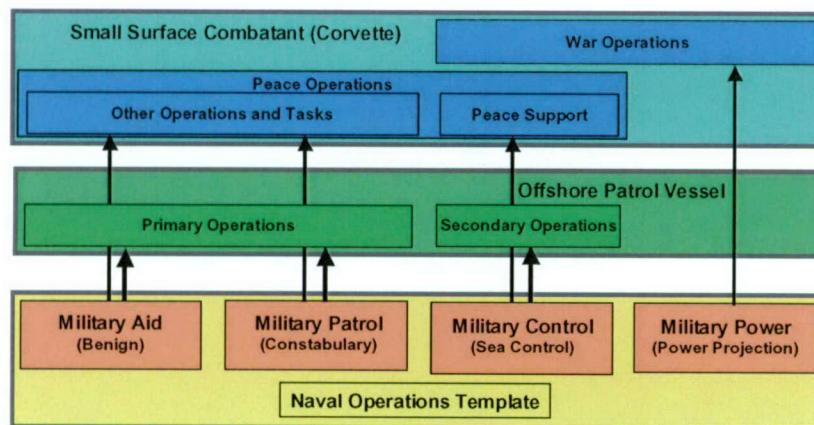 Small Surface Combatant (Corvette)
War Operations
Peace Operations
Other Operations and Tasks
Peace Support
Offshore Patrol Vessel
Primary Operations
Secondary Operations
Military Aid
(Benign)
Military Patrol
(Constabulary)
Military Control
(Sea Control)
Military Power
(Power Projection)
Naval Operations Template